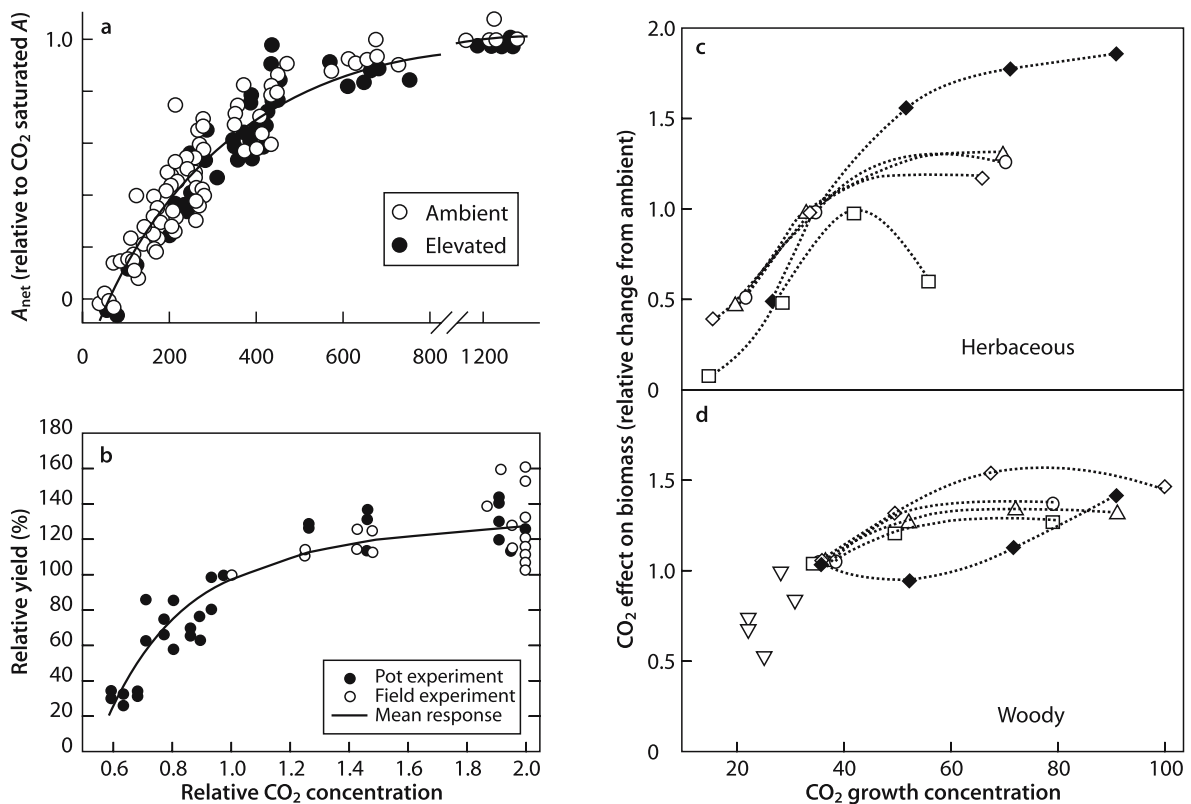 a
A_net (relative to CO₂ saturated A)
1.0
0
Ambient
Elevated
0 200 400 600 800 1200
b
Relative yield (%)
180
160
140
120
100
80
60
40
20
0
Pot experiment
Field experiment
Mean response
0.6 0.8 1.0 1.2 1.4 1.6 1.8 2.0
Relative CO₂ concentration
CO₂ effect on biomass (relative change from ambient)
c
2.0
1.5
1.0
0.5
0
Herbaceous
d
1.5
1.0
0.5
0
Woody
20 40 60 80 100
CO₂ growth concentration